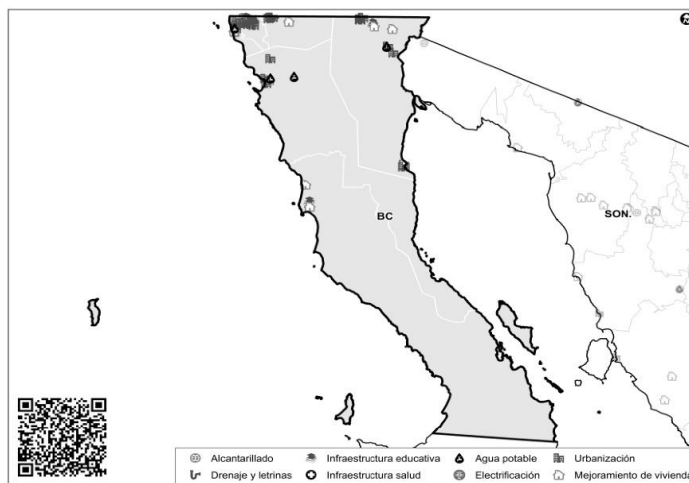 BC
SON.
Alcantarillado
Infraestructura educativa
Agua potable
Urbanización
Drenaje y letrinas
Infraestructura salud
Electrificación
Mejoramiento de vivienda